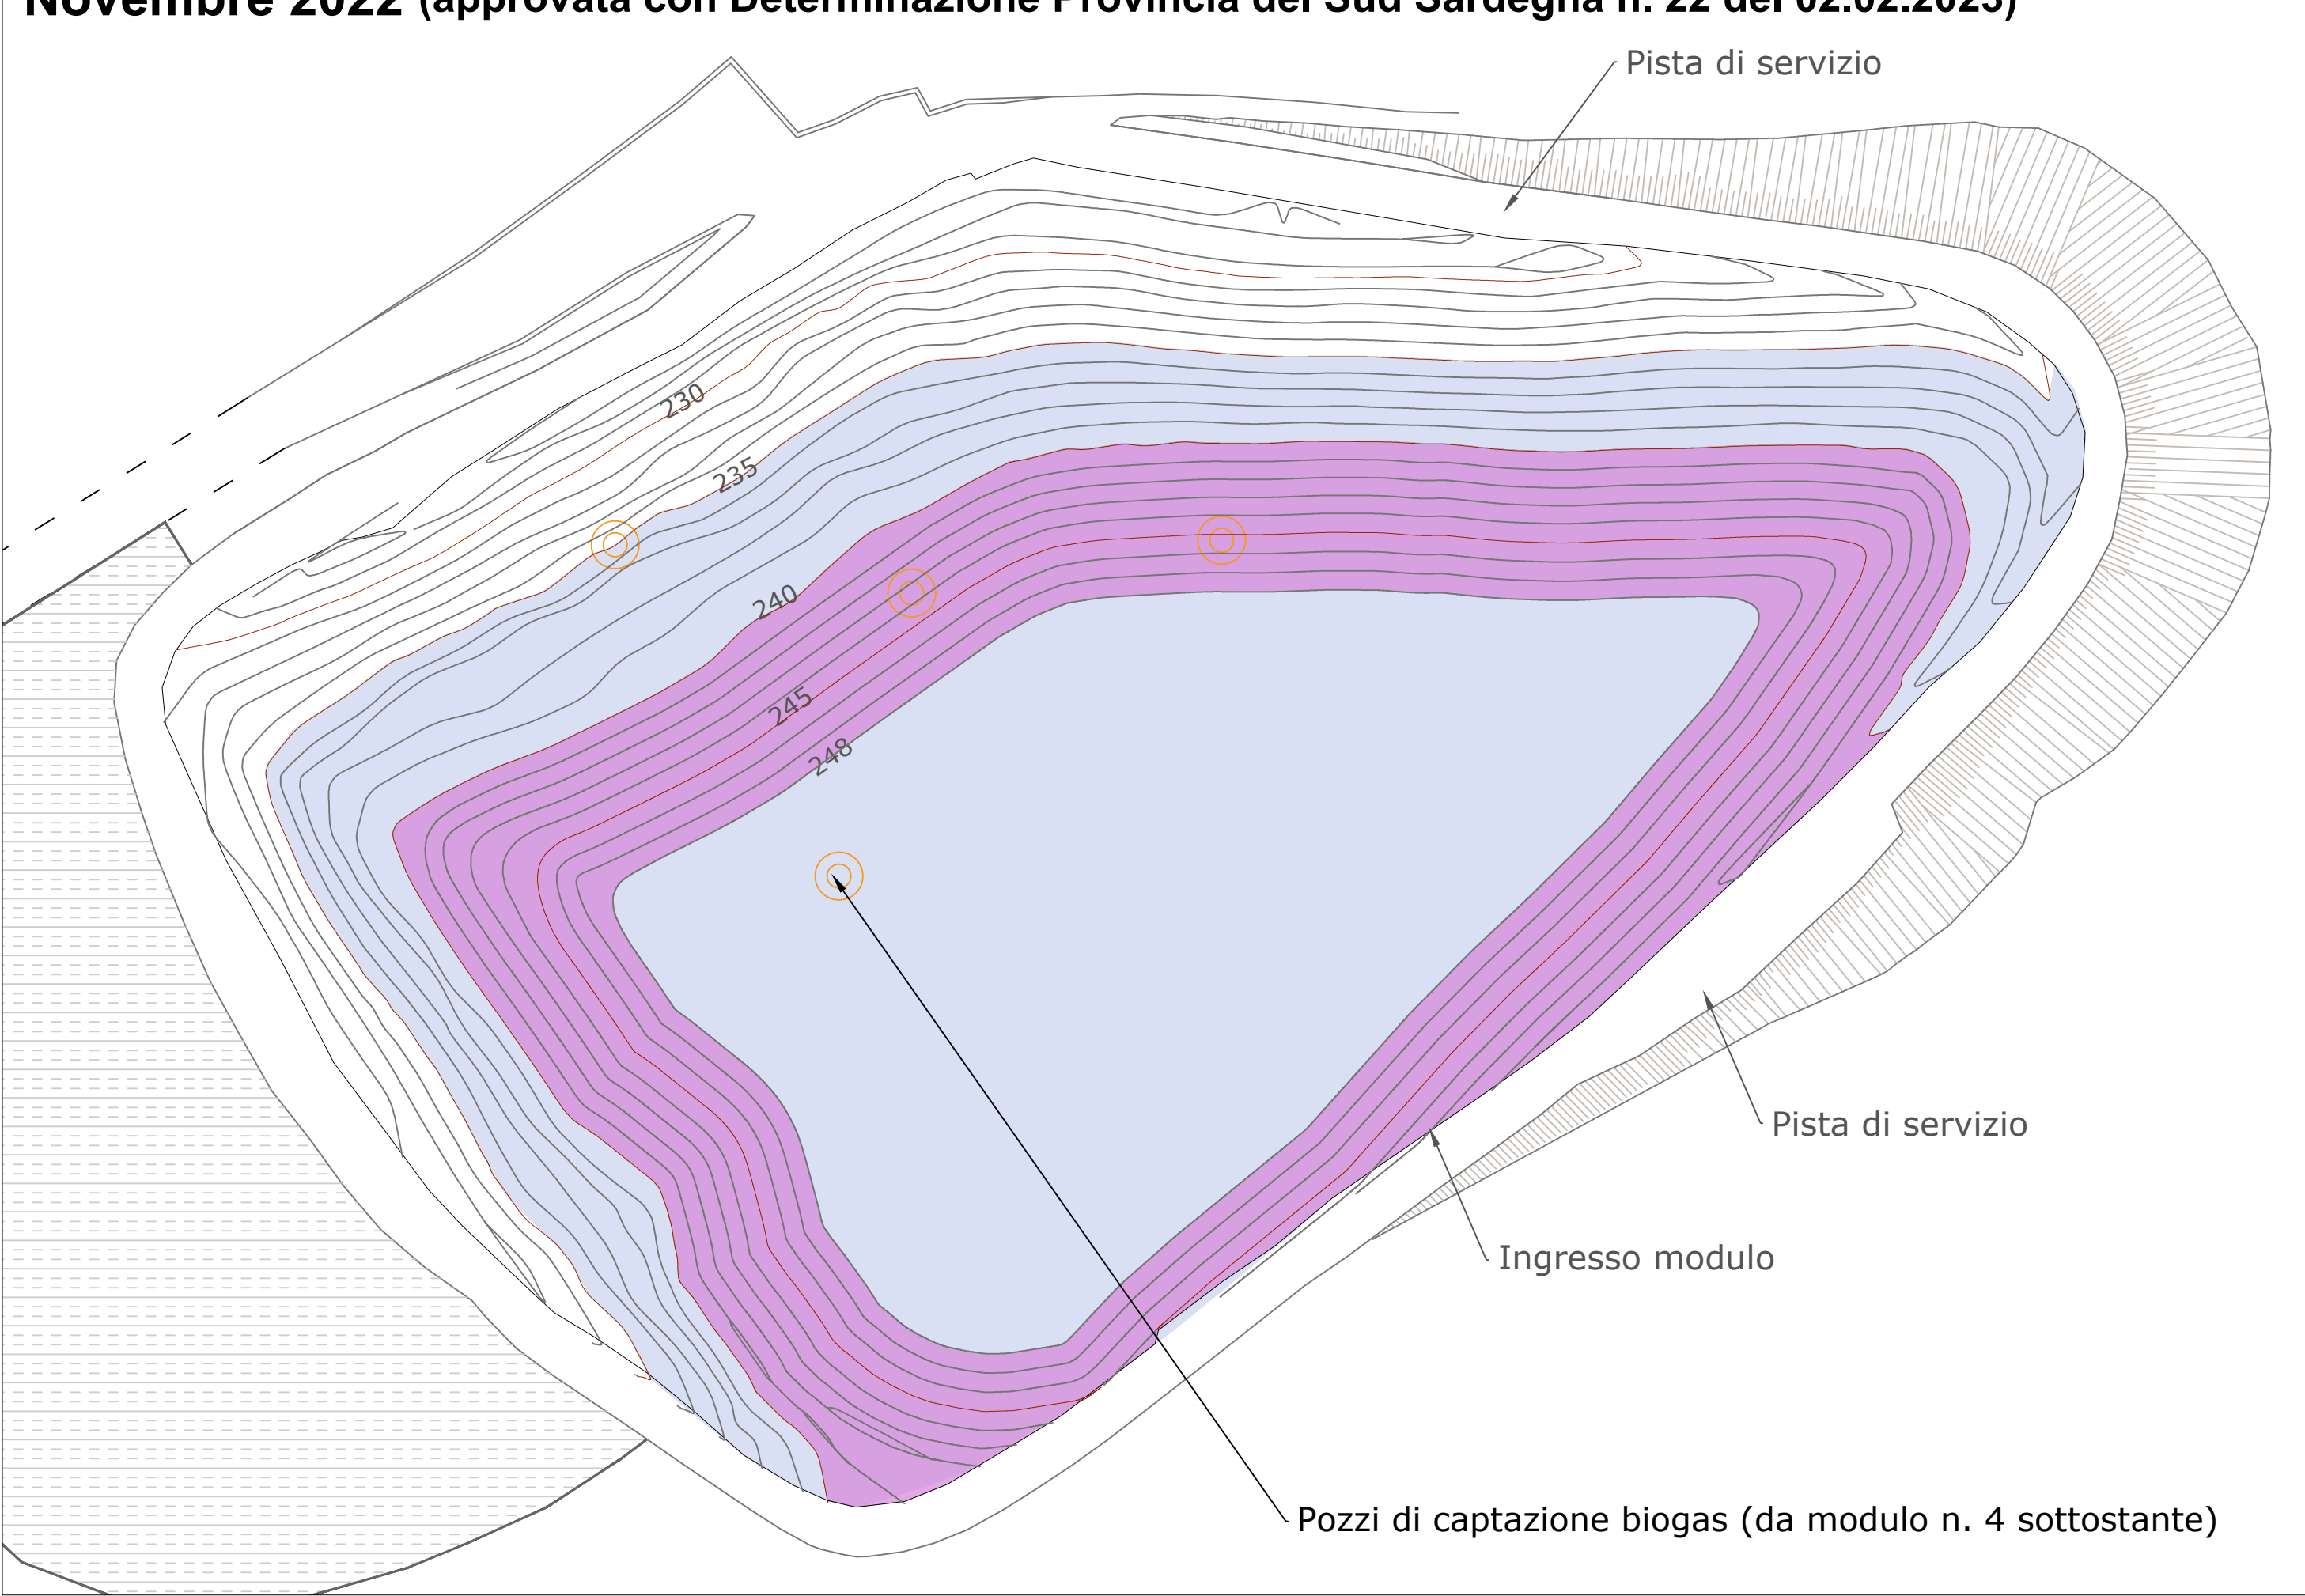 Novembre 2022 (approvata con Determinazione Provincia del Sud Sardegna n. 22 del 02.02.2023)
Pista di servizio
230
235
240
245
248
Pista di servizio
Ingresso modulo
Pozzi di captazione biogas (da modulo n. 4 sottostante)